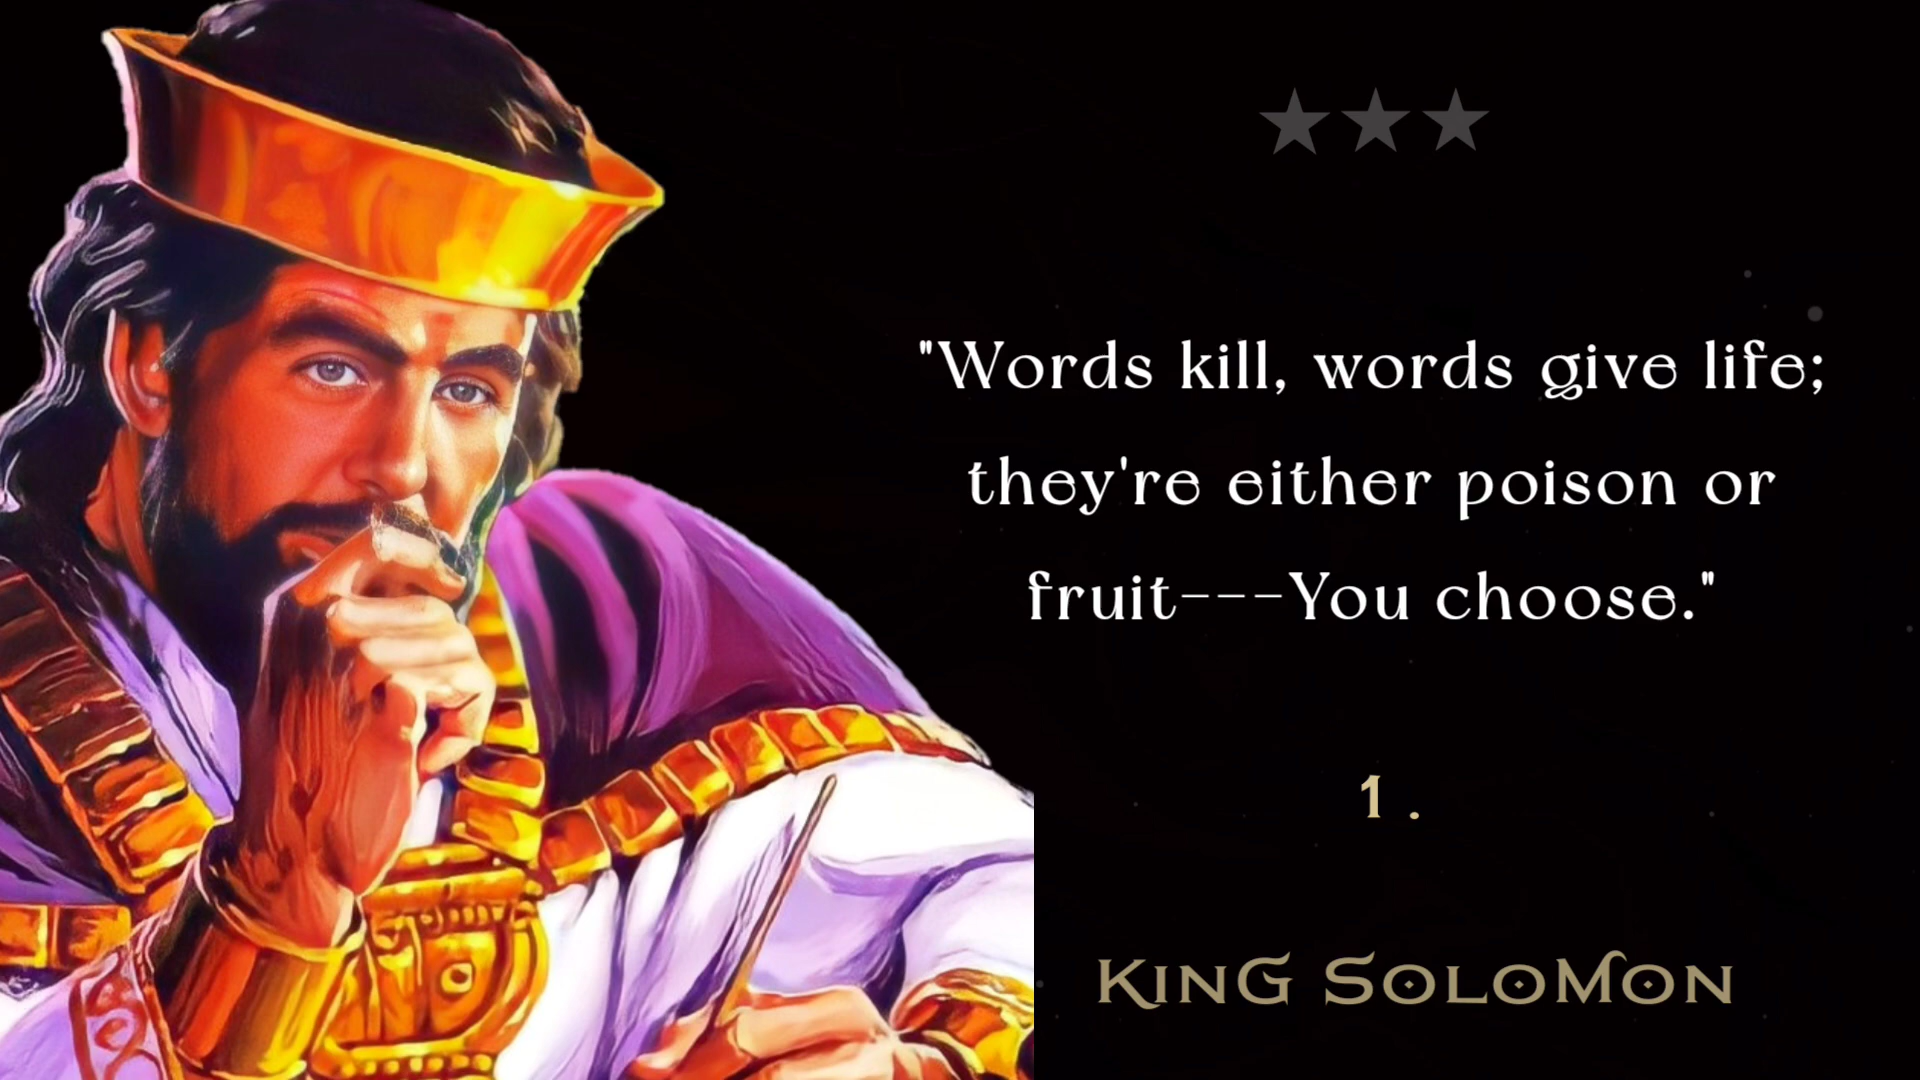 "Words kill, words give life;
they're either poison or
fruit---You choose."
1 .
KING SOLOMON